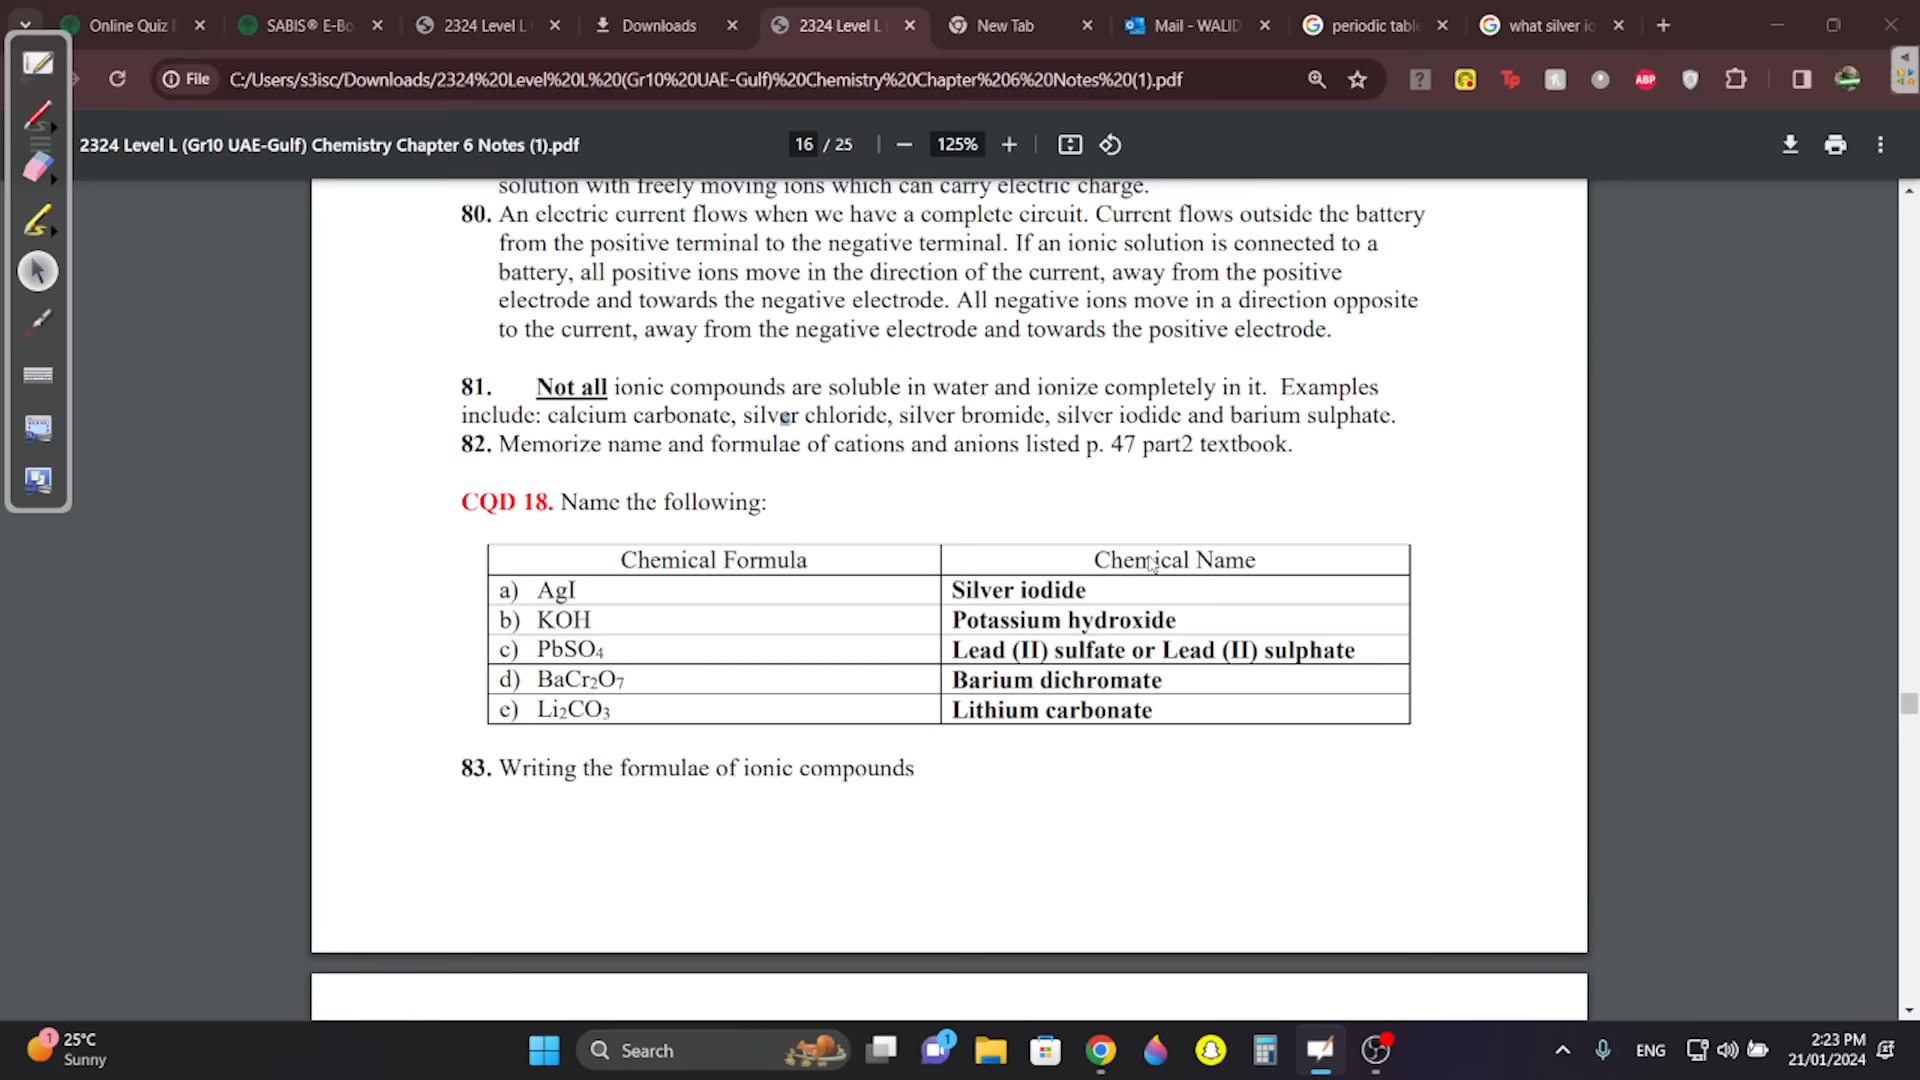 Online Quiz
SABIS® E-Bo
2324 Level L
Downloads
2324 Level L
New Tab
Mail - WALID
periodic table
what silver io
File
C:/Users/s3isc/Downloads/2324%20Level%20L%20(Gr10%20UAE-Gulf)%20Chemistry%20Chapter%206%20Notes%20(1).pdf
Tp
ABP
2324 Level L (Gr10 UAE-Gulf) Chemistry Chapter 6 Notes (1).pdf
16 / 25
125%
solution with freely moving ions which can carry electric charge.
80. An electric current flows when we have a complete circuit. Current flows outside the battery
from the positive terminal to the negative terminal. If an ionic solution is connected to a
battery, all positive ions move in the direction of the current, away from the positive
electrode and towards the negative electrode. All negative ions move in a direction opposite
to the current, away from the negative electrode and towards the positive electrode.
81. Not all ionic compounds are soluble in water and ionize completely in it. Examples
include: calcium carbonate, silver chloride, silver bromide, silver iodide and barium sulphate.
82. Memorize name and formulae of cations and anions listed p. 47 part2 textbook.
CQD 18. Name the following:
Chemical Formula Chemical Name
a) AgI Silver iodide
b) KOH Potassium hydroxide
c) PbSO₄ Lead (II) sulfate or Lead (II) sulphate
d) BaCr₂O₇ Barium dichromate
e) Li₂CO₃ Lithium carbonate
83. Writing the formulae of ionic compounds
1
25°C
Sunny
Search
1
ENG
2:23 PM
21/01/2024